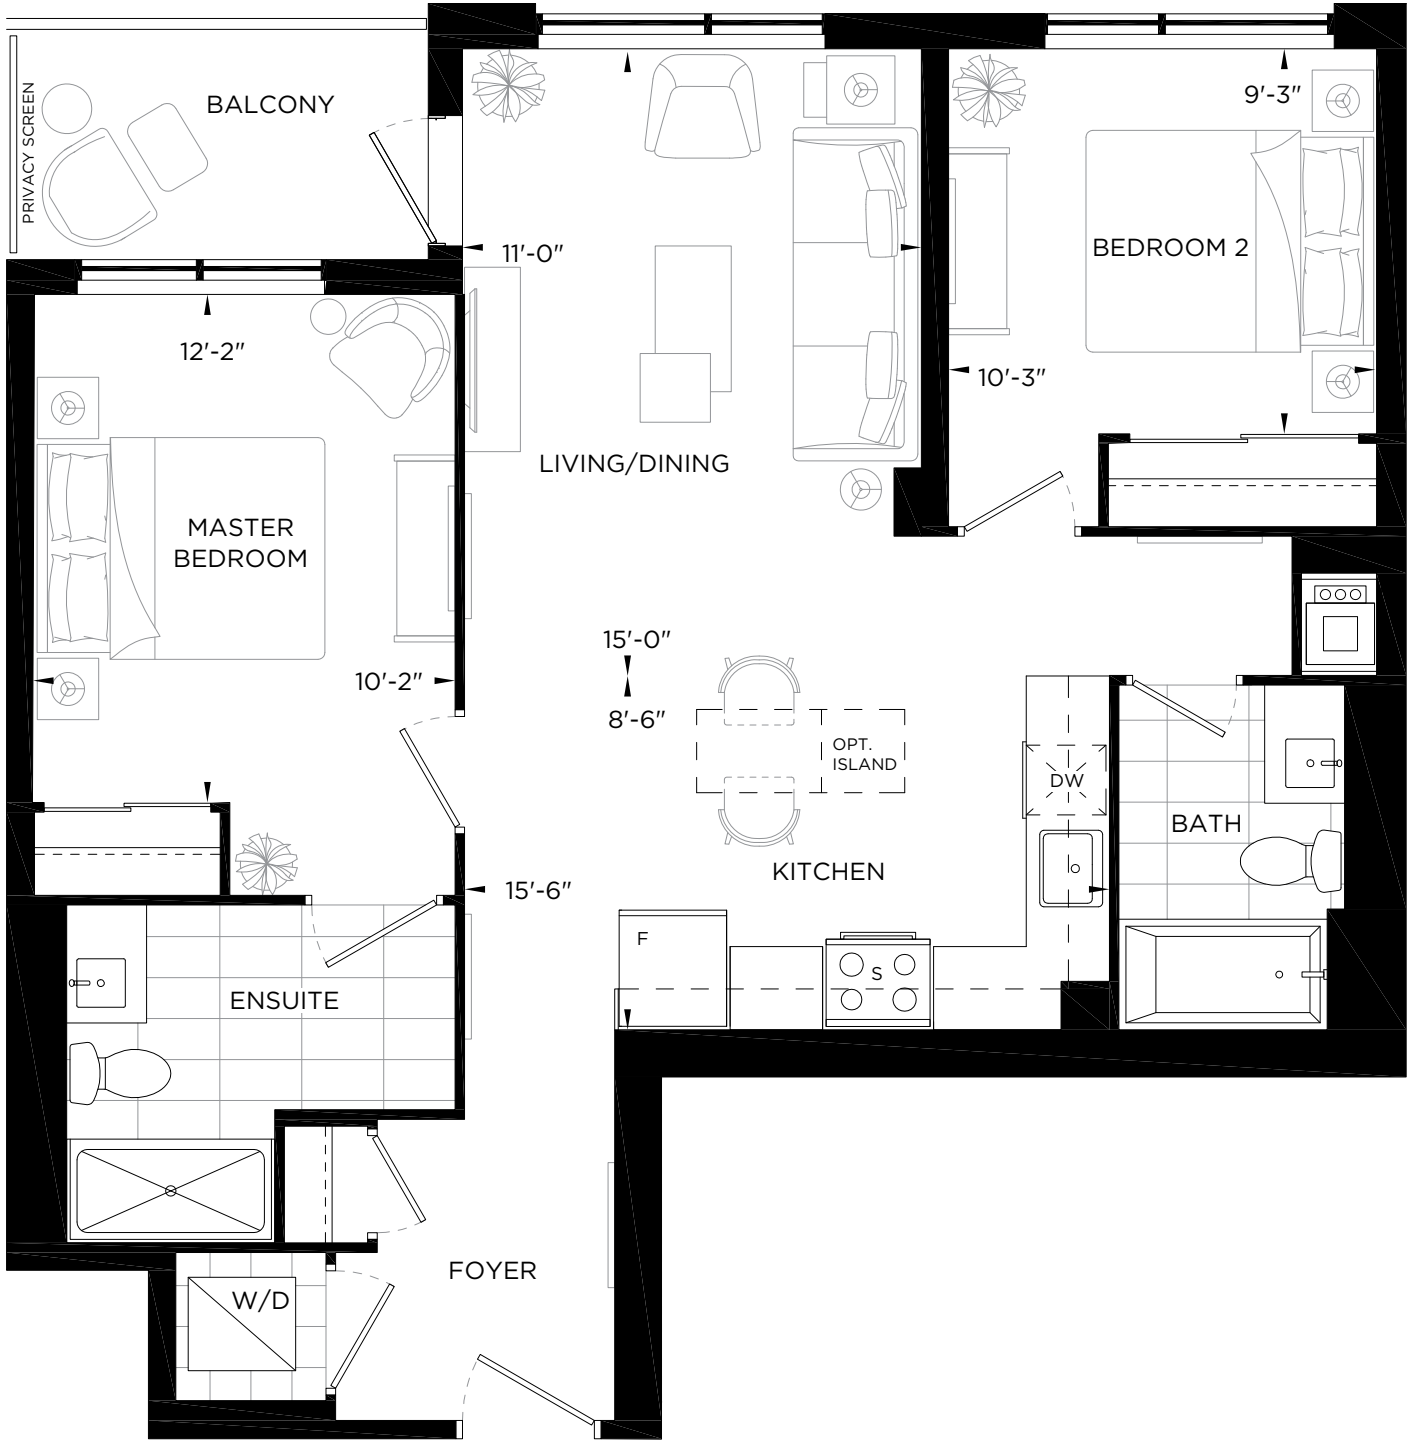 BALCONY
PRIVACY SCREEN
9'-3"
11'-0"
BEDROOM 2
12'-2"
10'-3"
LIVING/DINING
MASTER
BEDROOM
15'-0"
10'-2"
8'-6"
OPT.
ISLAND
DW
BATH
KITCHEN
15'-6"
F
S
ENSUITE
FOYER
W/D